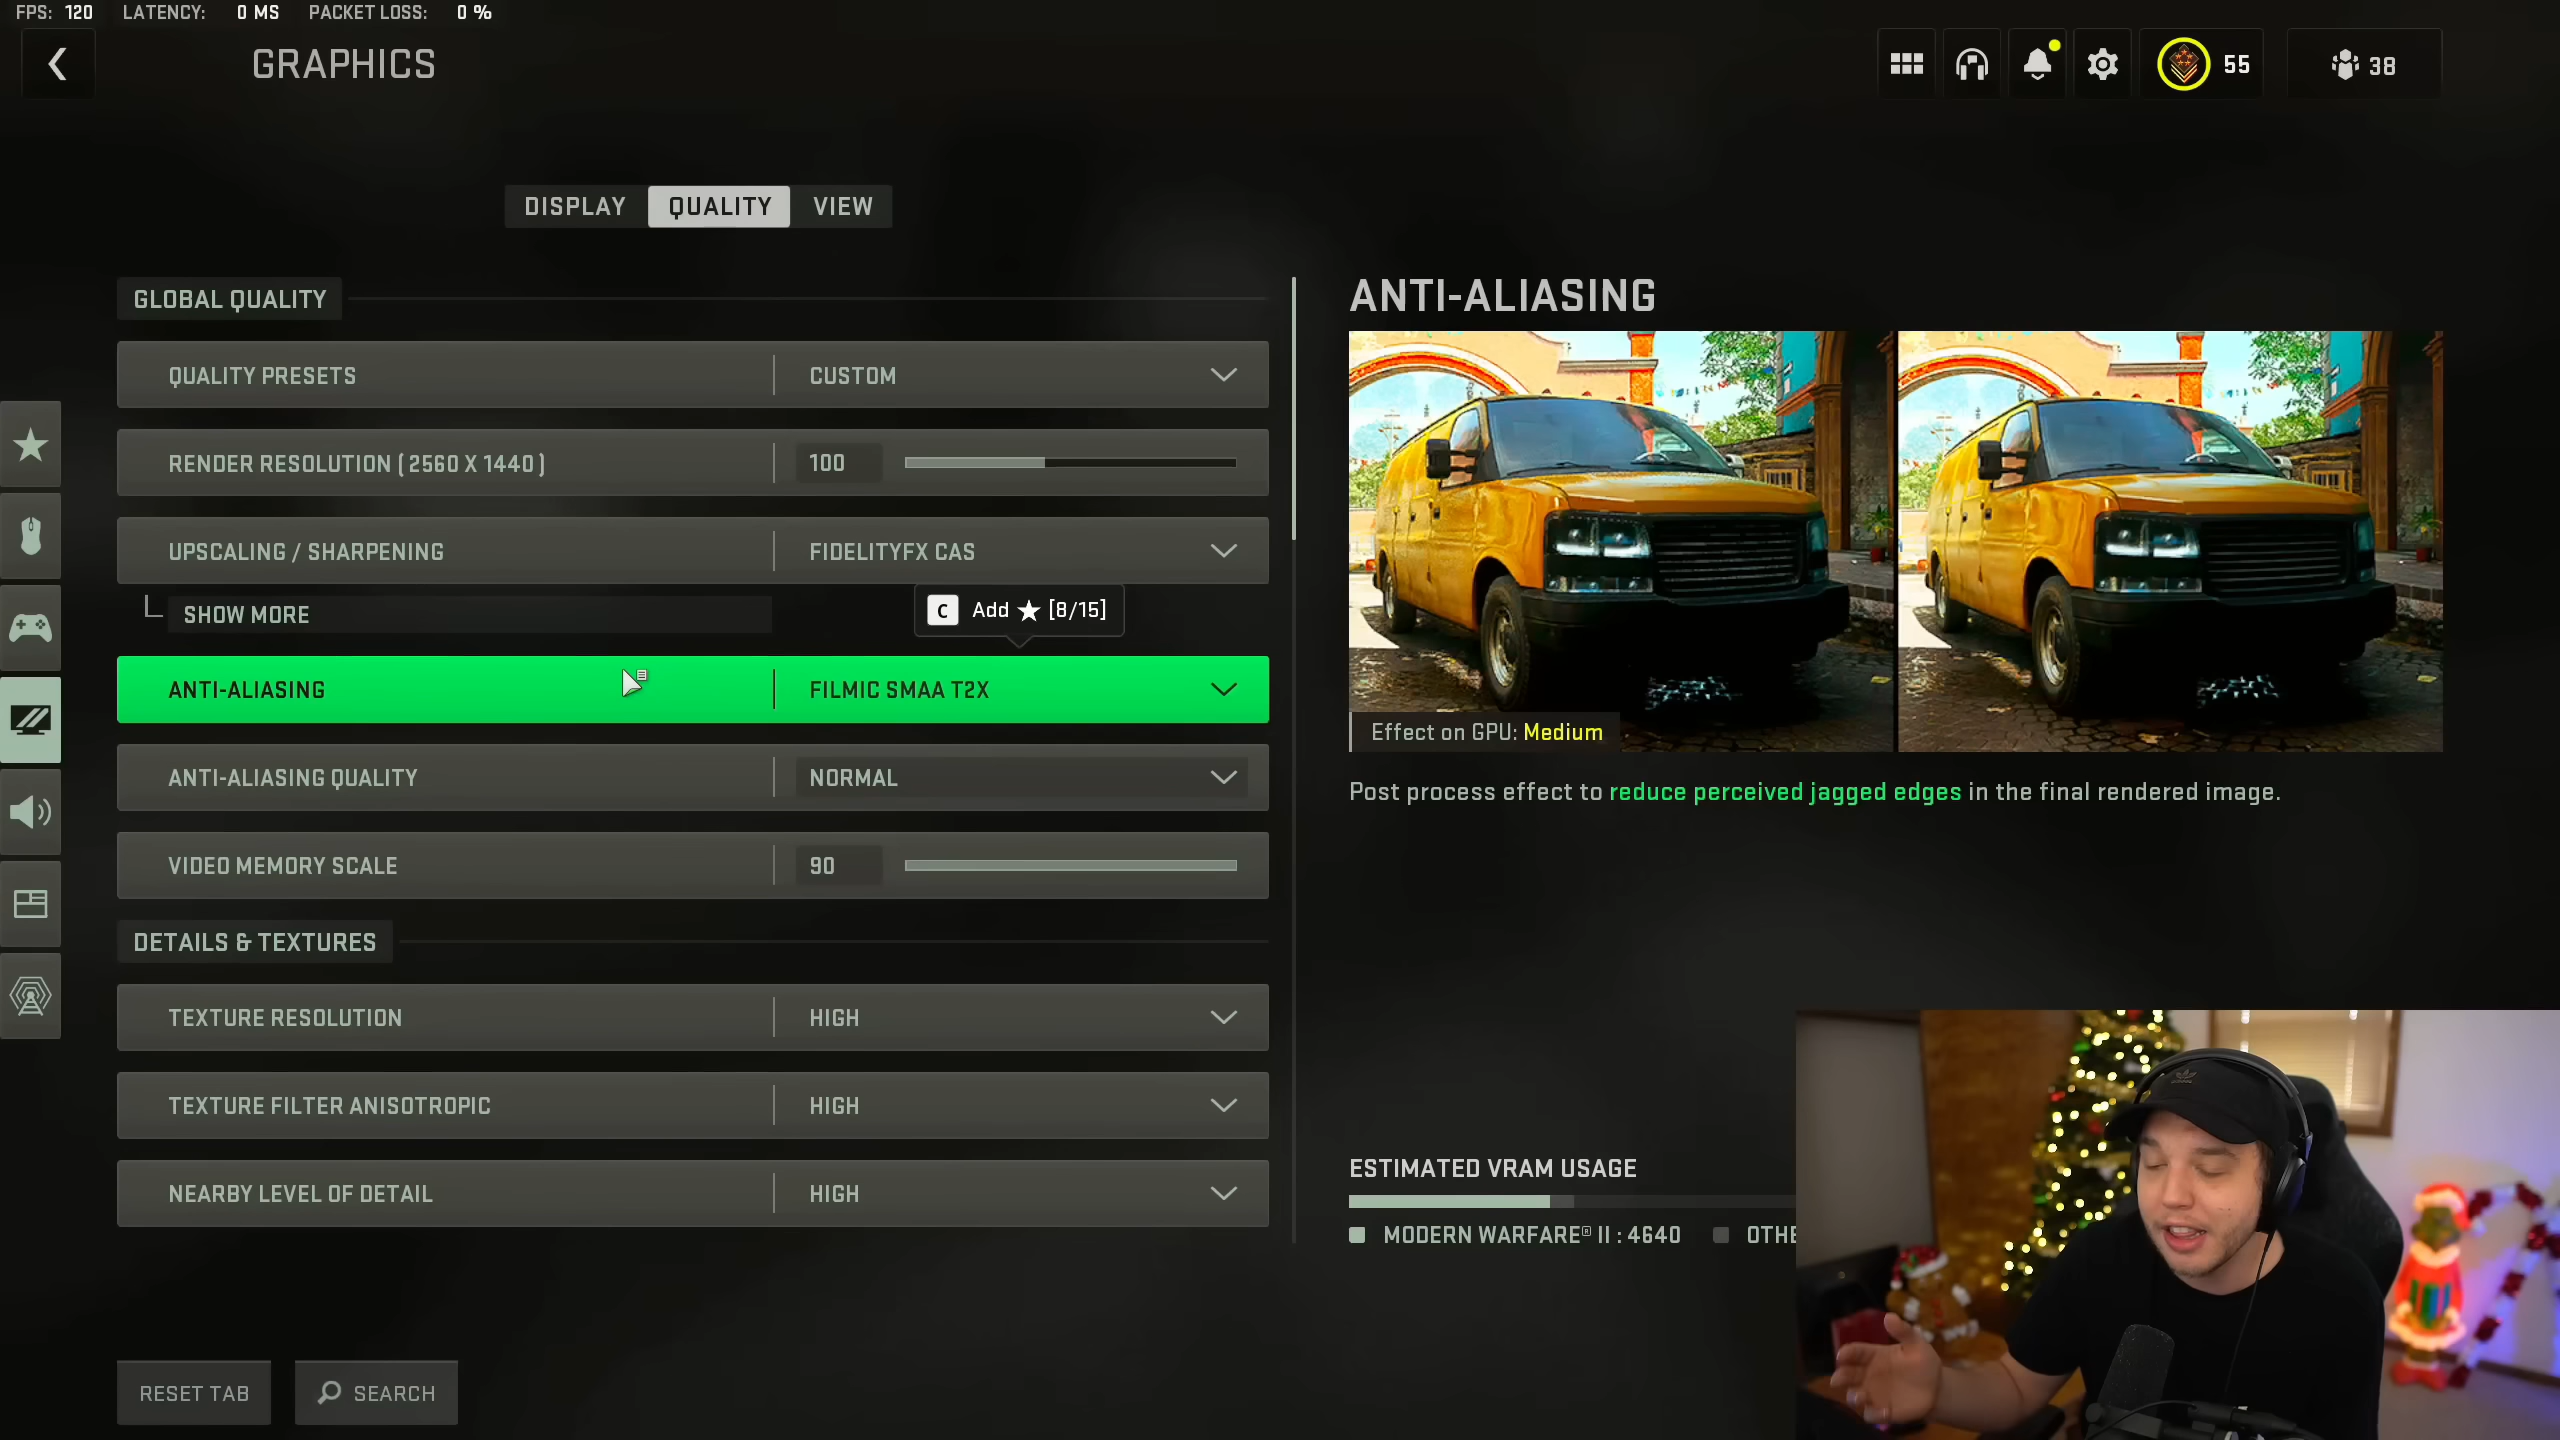 FPS: 120 LATENCY: 0 MS PACKET LOSS: 0 %
GRAPHICS
55
38
DISPLAY QUALITY VIEW
GLOBAL QUALITY
QUALITY PRESETS CUSTOM
RENDER RESOLUTION ( 2560 X 1440 ) 100
UPSCALING / SHARPENING FIDELITYFX CAS
SHOW MORE
C Add ★ [8/15]
ANTI-ALIASING FILMIC SMAA T2X
ANTI-ALIASING QUALITY NORMAL
VIDEO MEMORY SCALE 90
DETAILS & TEXTURES
TEXTURE RESOLUTION HIGH
TEXTURE FILTER ANISOTROPIC HIGH
NEARBY LEVEL OF DETAIL HIGH
RESET TAB SEARCH
ANTI-ALIASING
Effect on GPU: Medium
Post process effect to reduce perceived jagged edges in the final rendered image.
ESTIMATED VRAM USAGE
MODERN WARFARE® II : 4640 OTHE